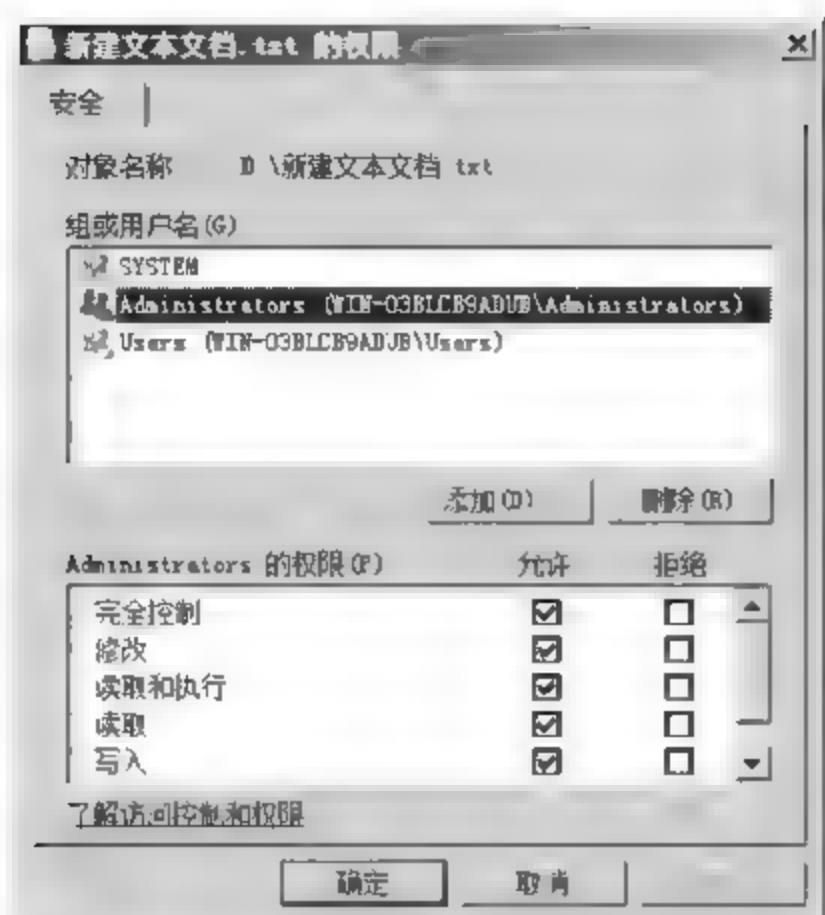 新建文本文档.txt 的权限
安全
对象名称 D \新建文本文档 txt
组或用户名(G)
SYSTEM
Administrators (WIN-O3BLCB9ADUB\Administrators)
Users (WIN-O3BLCB9ADUB\Users)
添加(D) 删除(R)
Administrators 的权限(P) 允许 拒绝
完全控制
修改
读取和执行
读取
写入
了解访问控制和权限
确定 取消